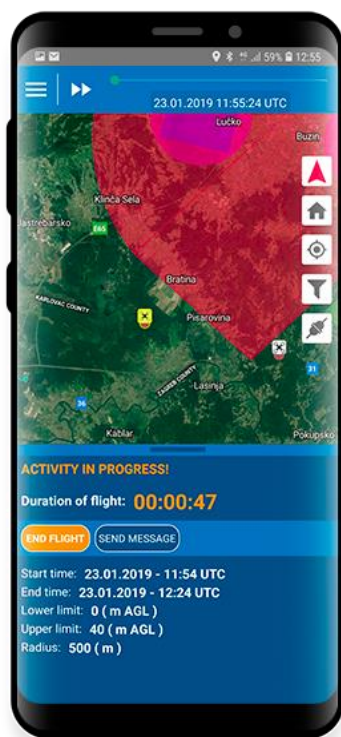 59% 12:55
23.01.2019 11:55:24 UTC
Lučko
Buzin
Klinča Sela
Jastrebarsko
E65
Bratina
KARLOVAC COUNTY
Pisarovina
31
Lasinja
ZAGREB COUNTY
36
Kablar
Pokupsko
ACTIVITY IN PROGRESS!
Duration of flight: 00:00:47
END FLIGHT SEND MESSAGE
Start time: 23.01.2019 - 11:54 UTC
End time: 23.01.2019 - 12:24 UTC
Lower limit: 0 ( m AGL )
Upper limit: 40 ( m AGL )
Radius: 500 ( m )